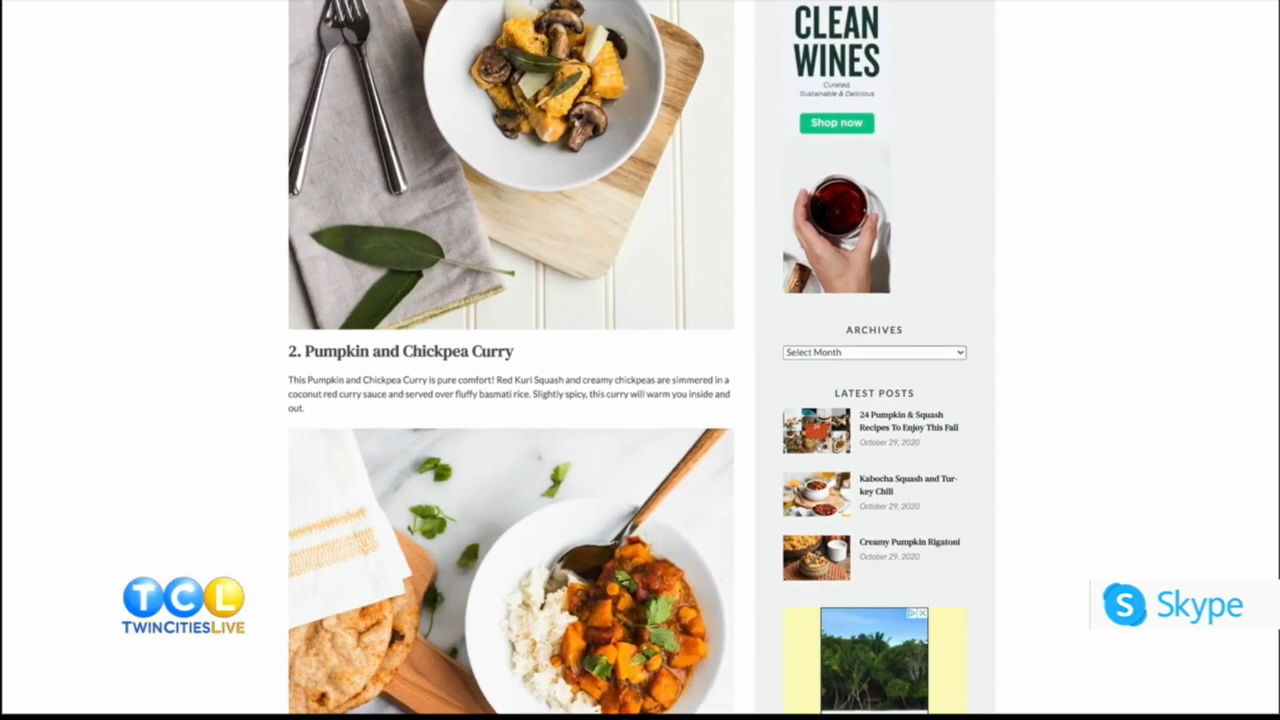 CLEAN
WINES
Curated,
Sustainable & Delicious
Shop now
ARCHIVES
Select Month
2. Pumpkin and Chickpea Curry
This Pumpkin and Chickpea Curry is pure comfort! Red Kuri Squash and creamy chickpeas are simmered in a
coconut red curry sauce and served over fluffy basmati rice. Slightly spicy, this curry will warm you inside and
out.
LATEST POSTS
24 Pumpkin & Squash
Recipes To Enjoy This Fall
October 29, 2020
Kabocha Squash and Tur-
key Chili
October 29, 2020
Creamy Pumpkin Rigatoni
October 29, 2020
TCL
TWINCITIESLIVE
S Skype